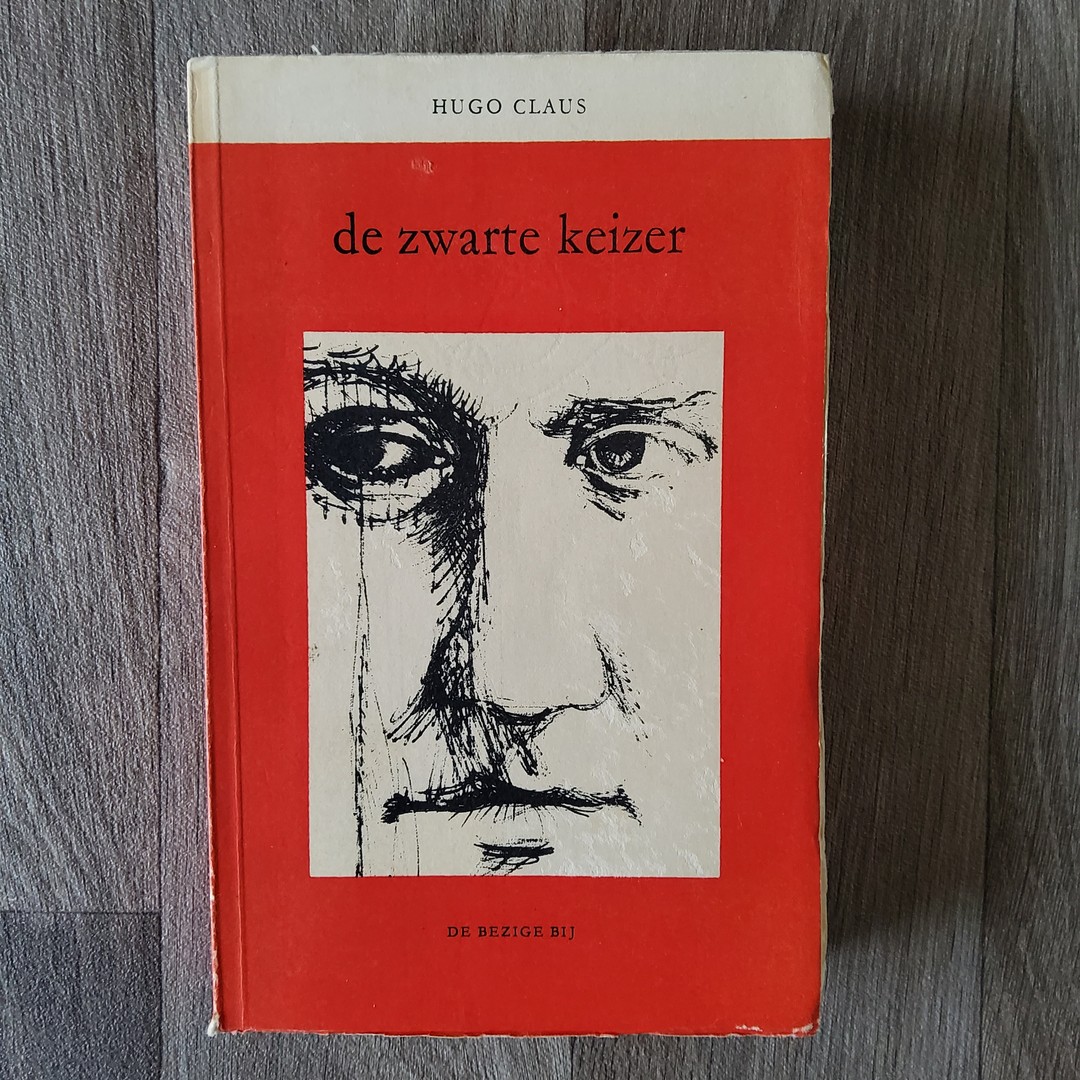 HUGO CLAUS
de zwarte keizer
DE BEZIGE BIJ